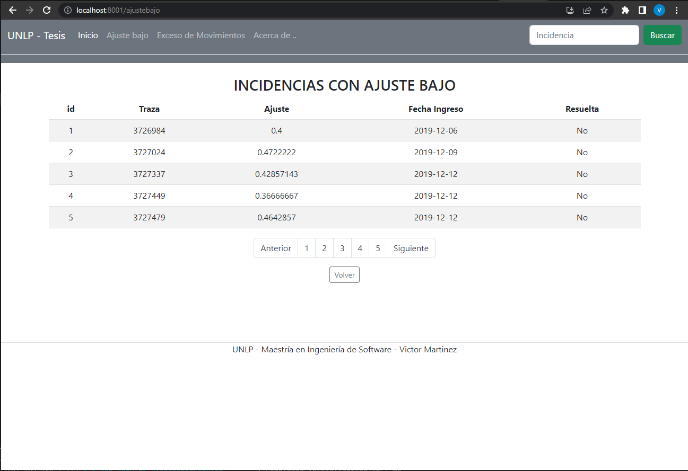 localhost:8001/ajustebajo
V
UNLP - Tesis Inicio Ajuste bajo Exceso de Movimientos Acerca de .. Incidencia Buscar
INCIDENCIAS CON AJUSTE BAJO
id Traza Ajuste Fecha Ingreso Resuelta
1 3726984 0.4 2019-12-06 No
2 3727024 0.4722222 2019-12-09 No
3 3727337 0.42857143 2019-12-12 No
4 3727449 0.36666667 2019-12-12 No
5 3727479 0.4642857 2019-12-12 No
Anterior 1 2 3 4 5 Siguiente
Volver
UNLP - Maestría en Ingeniería de Software - Victor Martinez